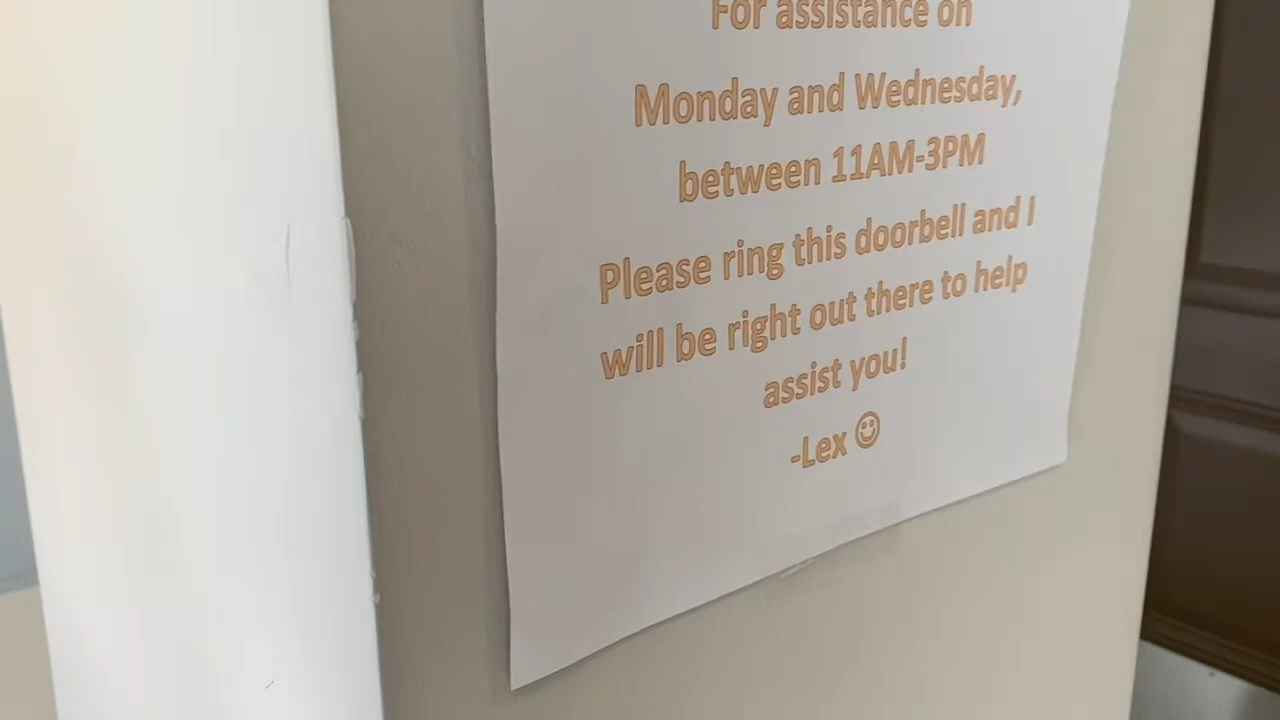 For assistance on
Monday and Wednesday,
between 11AM-3PM
Please ring this doorbell and I
will be right out there to help
assist you!
-Lex ☺